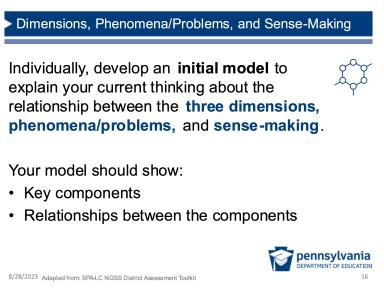 Dimensions, Phenomena/Problems, and Sense-Making
Individually, develop an initial model to
explain your current thinking about the
relationship between the three dimensions,
phenomena/problems, and sense-making.
Your model should show:
• Key components
• Relationships between the components
pennsylvania
DEPARTMENT OF EDUCATION
8/28/2023 Adapted from: SPA-LC NGSS District Assessment Toolkit 16